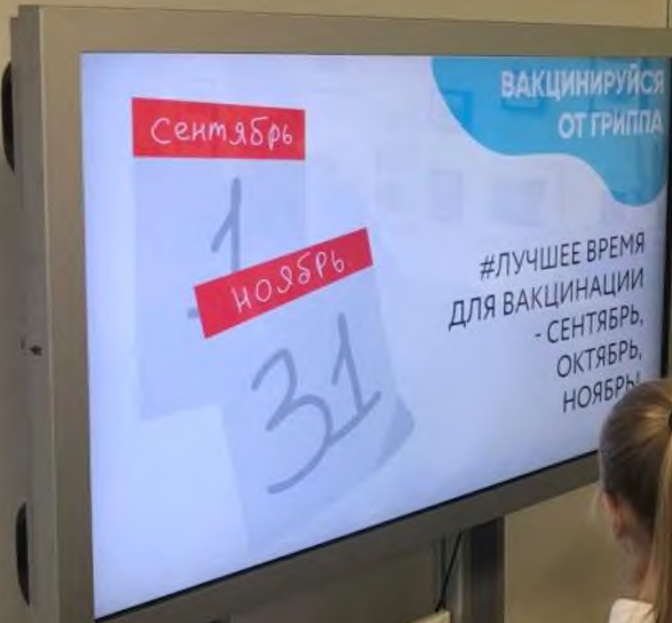 Сентябрь
1
НОЯБРЬ
31
ВАКЦИНИРУЙСЯ
ОТ ГРИППА
#ЛУЧШЕЕ ВРЕМЯ
ДЛЯ ВАКЦИНАЦИИ
- СЕНТЯБРЬ,
ОКТЯБРЬ,
НОЯБРЬ!